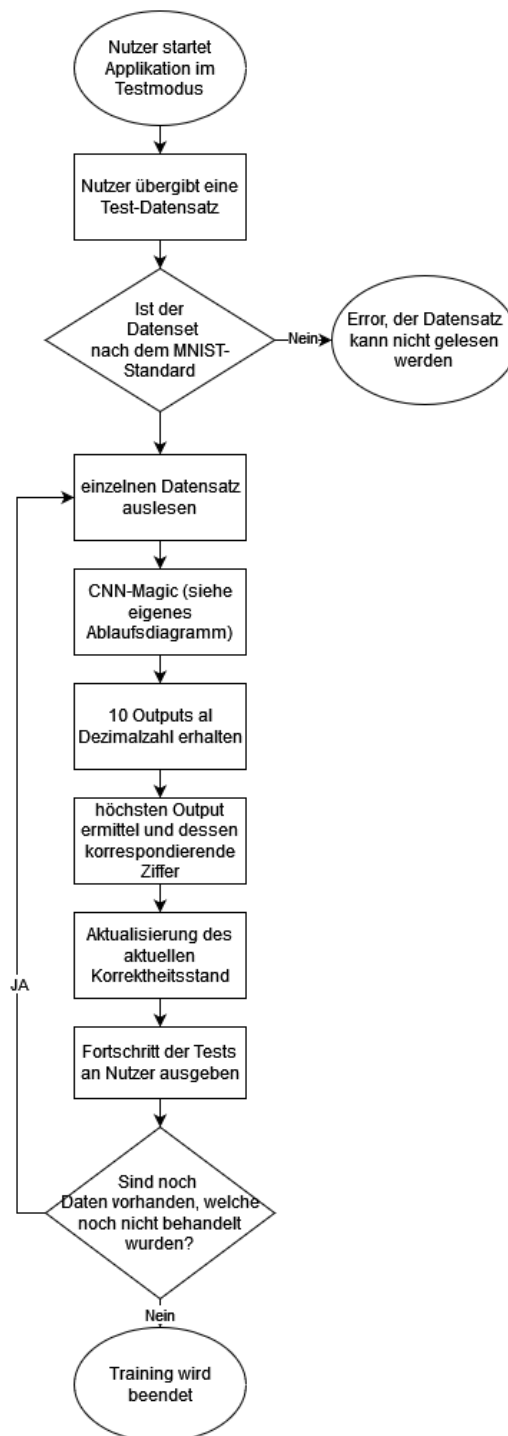 Nutzer startet
Applikation im
Testmodus
Nutzer übergibt eine
Test-Datensatz
Ist der
Datenset
nach dem MNIST-
Standard
Nein
Error, der Datensatz
kann nicht gelesen
werden
einzelnen Datensatz
auslesen
CNN-Magic (siehe
eigenes
Ablaufsdiagramm)
10 Outputs al
Dezimalzahl erhalten
höchsten Output
ermittel und dessen
korrespondierende
Ziffer
Aktualisierung des
aktuellen
Korrektheitsstand
JA
Fortschritt der Tests
an Nutzer ausgeben
Sind noch
Daten vorhanden, welche
noch nicht behandelt
wurden?
Nein
Training wird
beendet